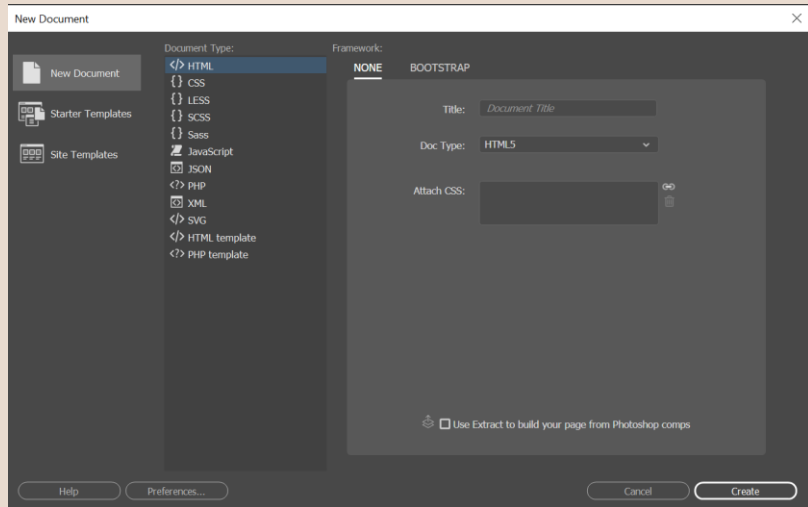 New Document
New Document
Starter Templates
Site Templates
Document Type:
</> HTML
{} CSS
{} LESS
{} SCSS
{} Sass
JavaScript
JSON
<?> PHP
XML
</> SVG
</> HTML template
<?> PHP template
Framework:
NONE BOOTSTRAP
Title: Document Title
Doc Type: HTML5
Attach CSS:
Use Extract to build your page from Photoshop comps
Help Preferences... Cancel Create